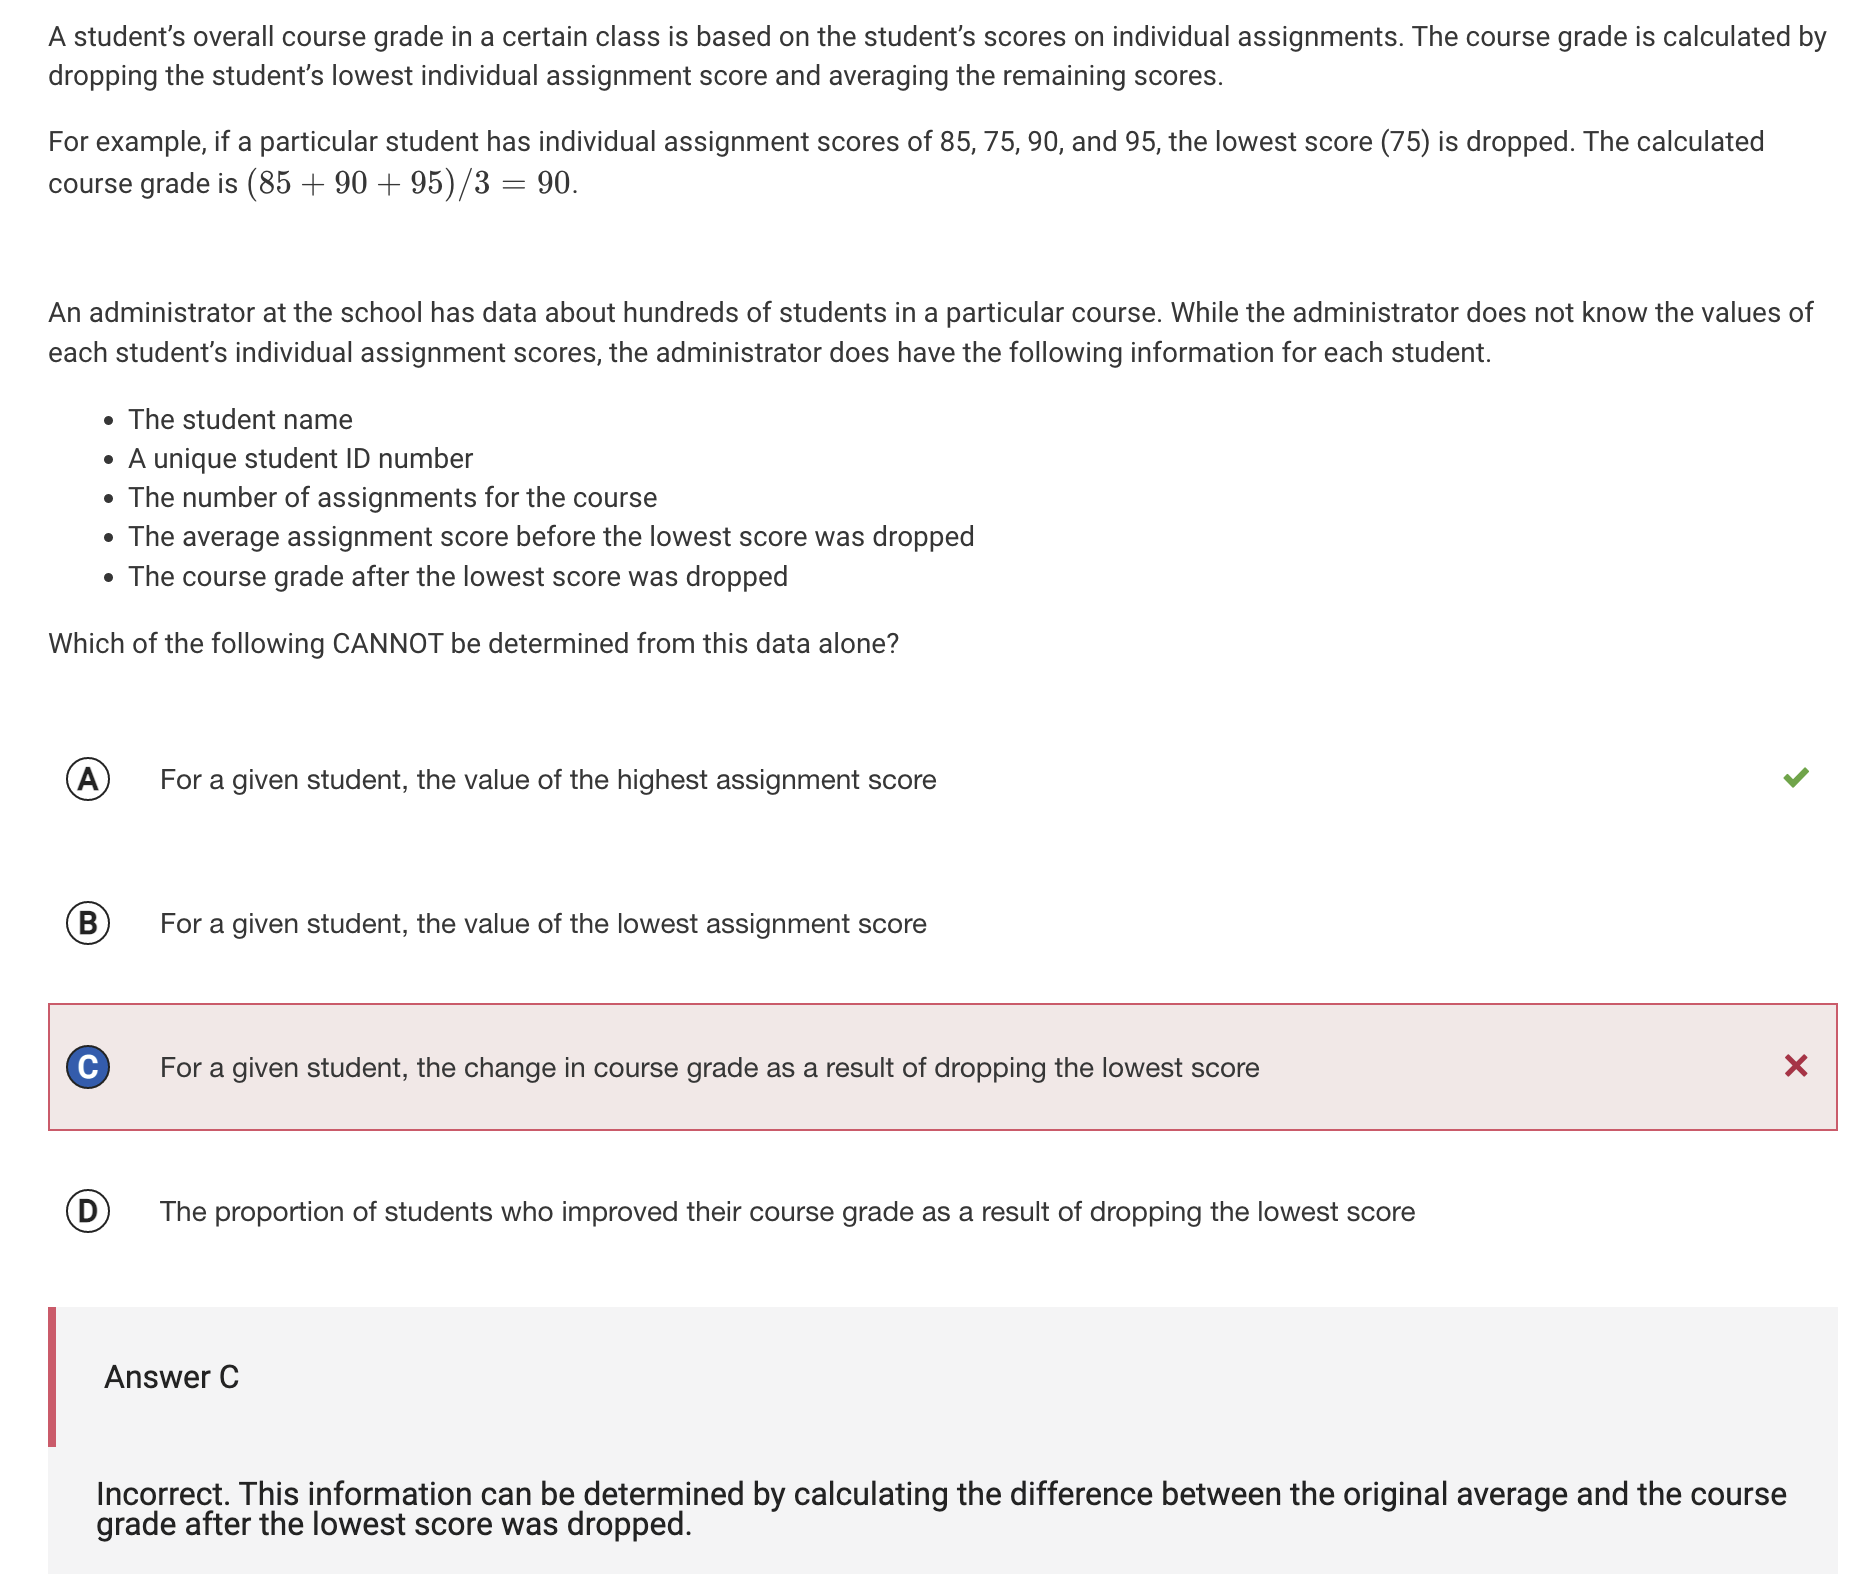 A student’s overall course grade in a certain class is based on the student’s scores on individual assignments. The course grade is calculated by
dropping the student’s lowest individual assignment score and averaging the remaining scores.
For example, if a particular student has individual assignment scores of 85, 75, 90, and 95, the lowest score (75) is dropped. The calculated
course grade is (85 + 90 + 95)/3 = 90.
An administrator at the school has data about hundreds of students in a particular course. While the administrator does not know the values of
each student’s individual assignment scores, the administrator does have the following information for each student.
• The student name
• A unique student ID number
• The number of assignments for the course
• The average assignment score before the lowest score was dropped
• The course grade after the lowest score was dropped
Which of the following CANNOT be determined from this data alone?
A For a given student, the value of the highest assignment score
B For a given student, the value of the lowest assignment score
C For a given student, the change in course grade as a result of dropping the lowest score
D The proportion of students who improved their course grade as a result of dropping the lowest score
Answer C
Incorrect. This information can be determined by calculating the difference between the original average and the course
grade after the lowest score was dropped.